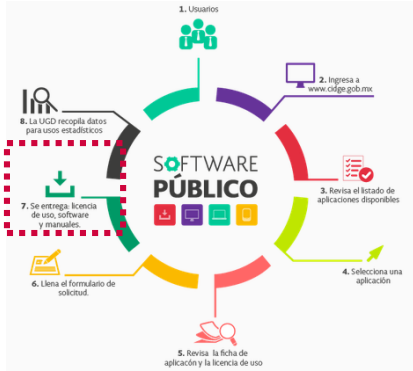 1. Usuarios
2. Ingresa a
www.cidge.gob.mx
3. Revisa el listado de
aplicaciones disponibles
4. Selecciona una
aplicación
5. Revisa la ficha de
aplicacón y la licencia de uso
6. Llena el formulario de
solicitud.
7. Se entrega: licencia
de uso, software
y manuales.
8. La UGD recopila datos
para usos estadísticos
SOFTWARE
PÚBLICO